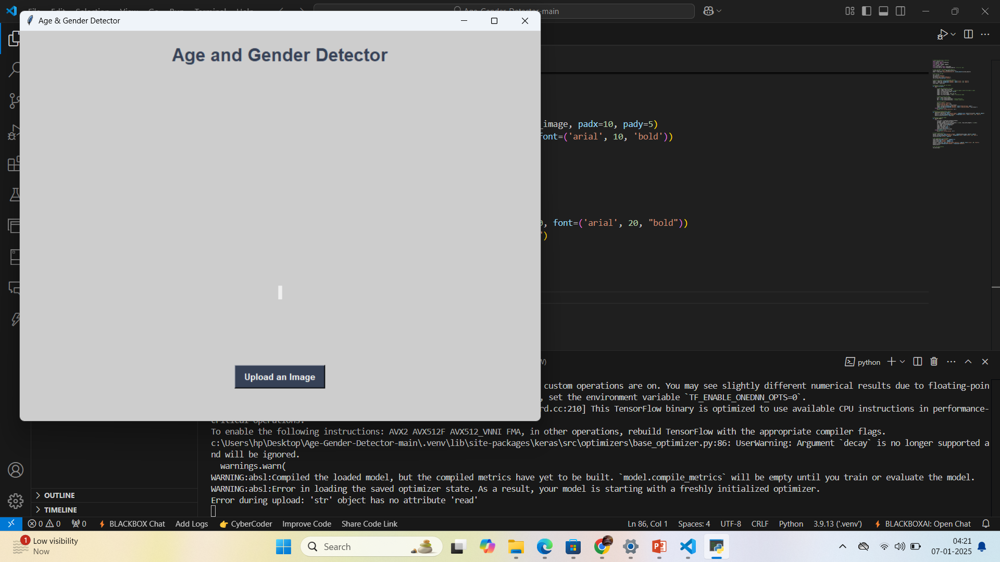 File Edit Selection View Go Run Terminal Help
Age-Gender-Detector-main
Age & Gender Detector
Age and Gender Detector
_image, padx=10, pady=5)
font=('arial', 10, 'bold'))
, font=('arial', 20, "bold"))
')
Upload an Image
python
custom operations are on. You may see slightly different numerical results due to floating-poin
, set the environment variable `TF_ENABLE_ONEDNN_OPTS=0`.
rd.cc:210] This TensorFlow binary is optimized to use available CPU instructions in performance-
critical operations.
To enable the following instructions: AVX2 AVX512F AVX512_VNNI FMA, in other operations, rebuild TensorFlow with the appropriate compiler flags.
c:\Users\hp\Desktop\Age-Gender-Detector-main\.venv\lib\site-packages\keras\src\optimizers\base_optimizer.py:86: UserWarning: Argument `decay` is no longer supported a
nd will be ignored.
warnings.warn(
WARNING:absl:Compiled the loaded model, but the compiled metrics have yet to be built. `model.compile_metrics` will be empty until you train or evaluate the model.
WARNING:absl:Error in loading the saved optimizer state. As a result, your model is starting with a freshly initialized optimizer.
Error during upload: 'str' object has no attribute 'read'
OUTLINE
TIMELINE
0 0 0 BLACKBOX Chat Add Logs CyberCoder Improve Code Share Code Link Ln 86, Col 1 Spaces: 4 UTF-8 CRLF Python 3.9.13 ('.venv') BLACKBOXAI: Open Chat
1 Low visibility
Now
Search
04:21
07-01-2025